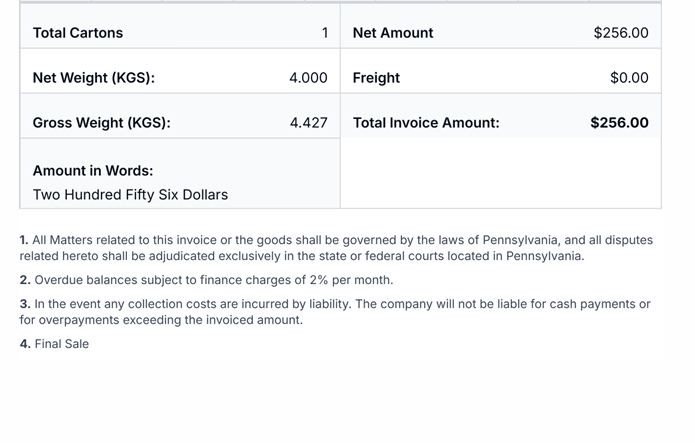 Total Cartons 1 Net Amount $256.00
Net Weight (KGS): 4.000 Freight $0.00
Gross Weight (KGS): 4.427 Total Invoice Amount: $256.00
Amount in Words:
Two Hundred Fifty Six Dollars
1. All Matters related to this invoice or the goods shall be governed by the laws of Pennsylvania, and all disputes
related hereto shall be adjudicated exclusively in the state or federal courts located in Pennsylvania.
2. Overdue balances subject to finance charges of 2% per month.
3. In the event any collection costs are incurred by liability. The company will not be liable for cash payments or
for overpayments exceeding the invoiced amount.
4. Final Sale